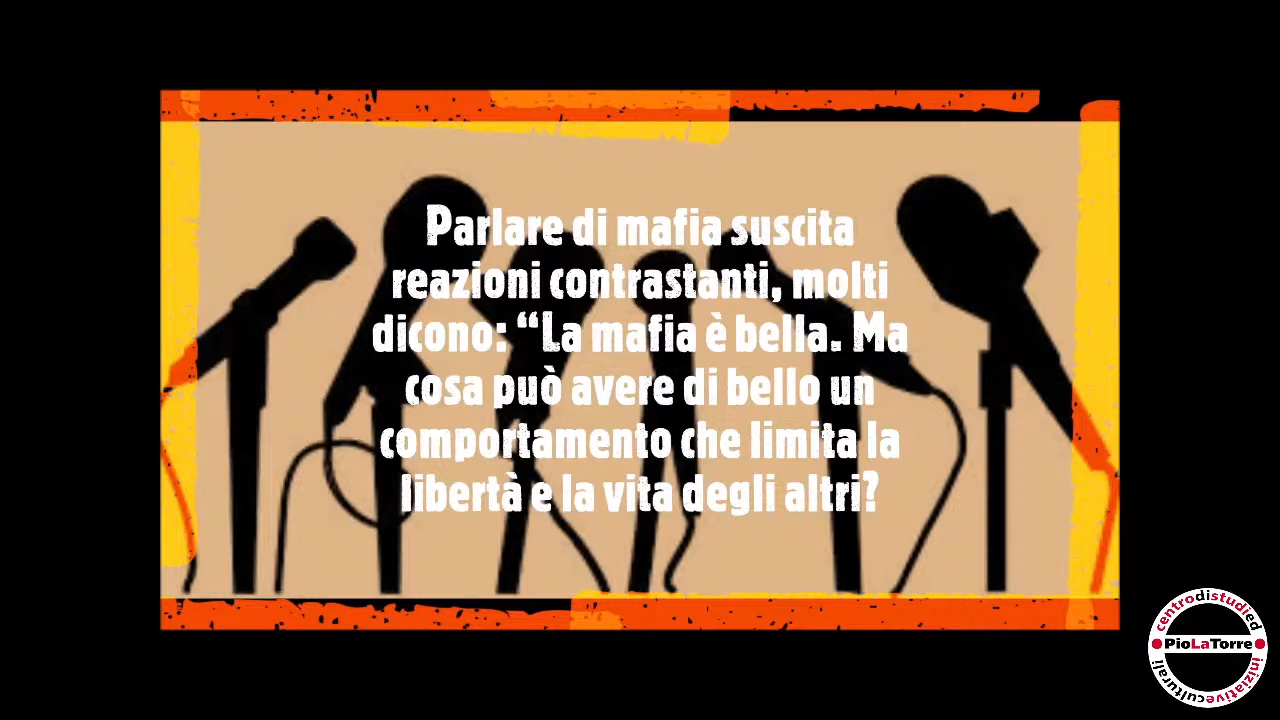 Parlare di mafia suscita
reazioni contrastanti, molti
dicono: “La mafia è bella. Ma
cosa può avere di bello un
comportamento che limita la
libertà e la vita degli altri?
centrodistudied
PioLaTorre
iniziativeculturali